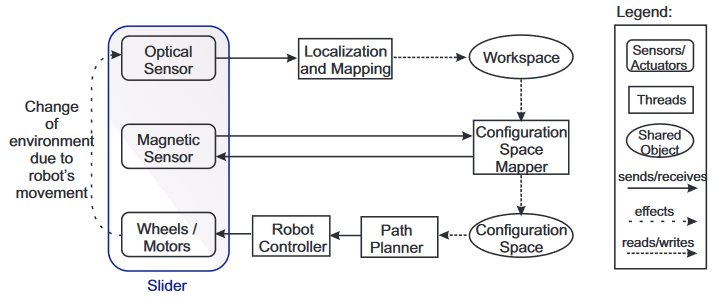 Legend:
Optical
Sensor
Localization
and Mapping
Workspace
Sensors/
Actuators
Threads
Change
of
environment
due to
robot's
movement
Magnetic
Sensor
Configuration
Space
Mapper
Shared
Object
sends/receives
effects
reads/writes
Wheels /
Motors
Robot
Controller
Path
Planner
Configuration
Space
Slider